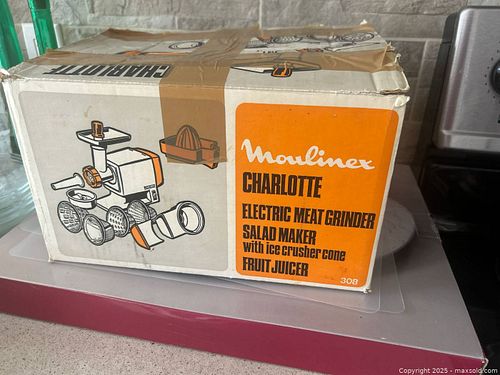 CHARLOTTE
Moulinex
CHARLOTTE
ELECTRIC MEAT GRINDER
SALAD MAKER
with ice crusher cone
FRUIT JUICER
308
Copyright © 2025 - maxsold.com